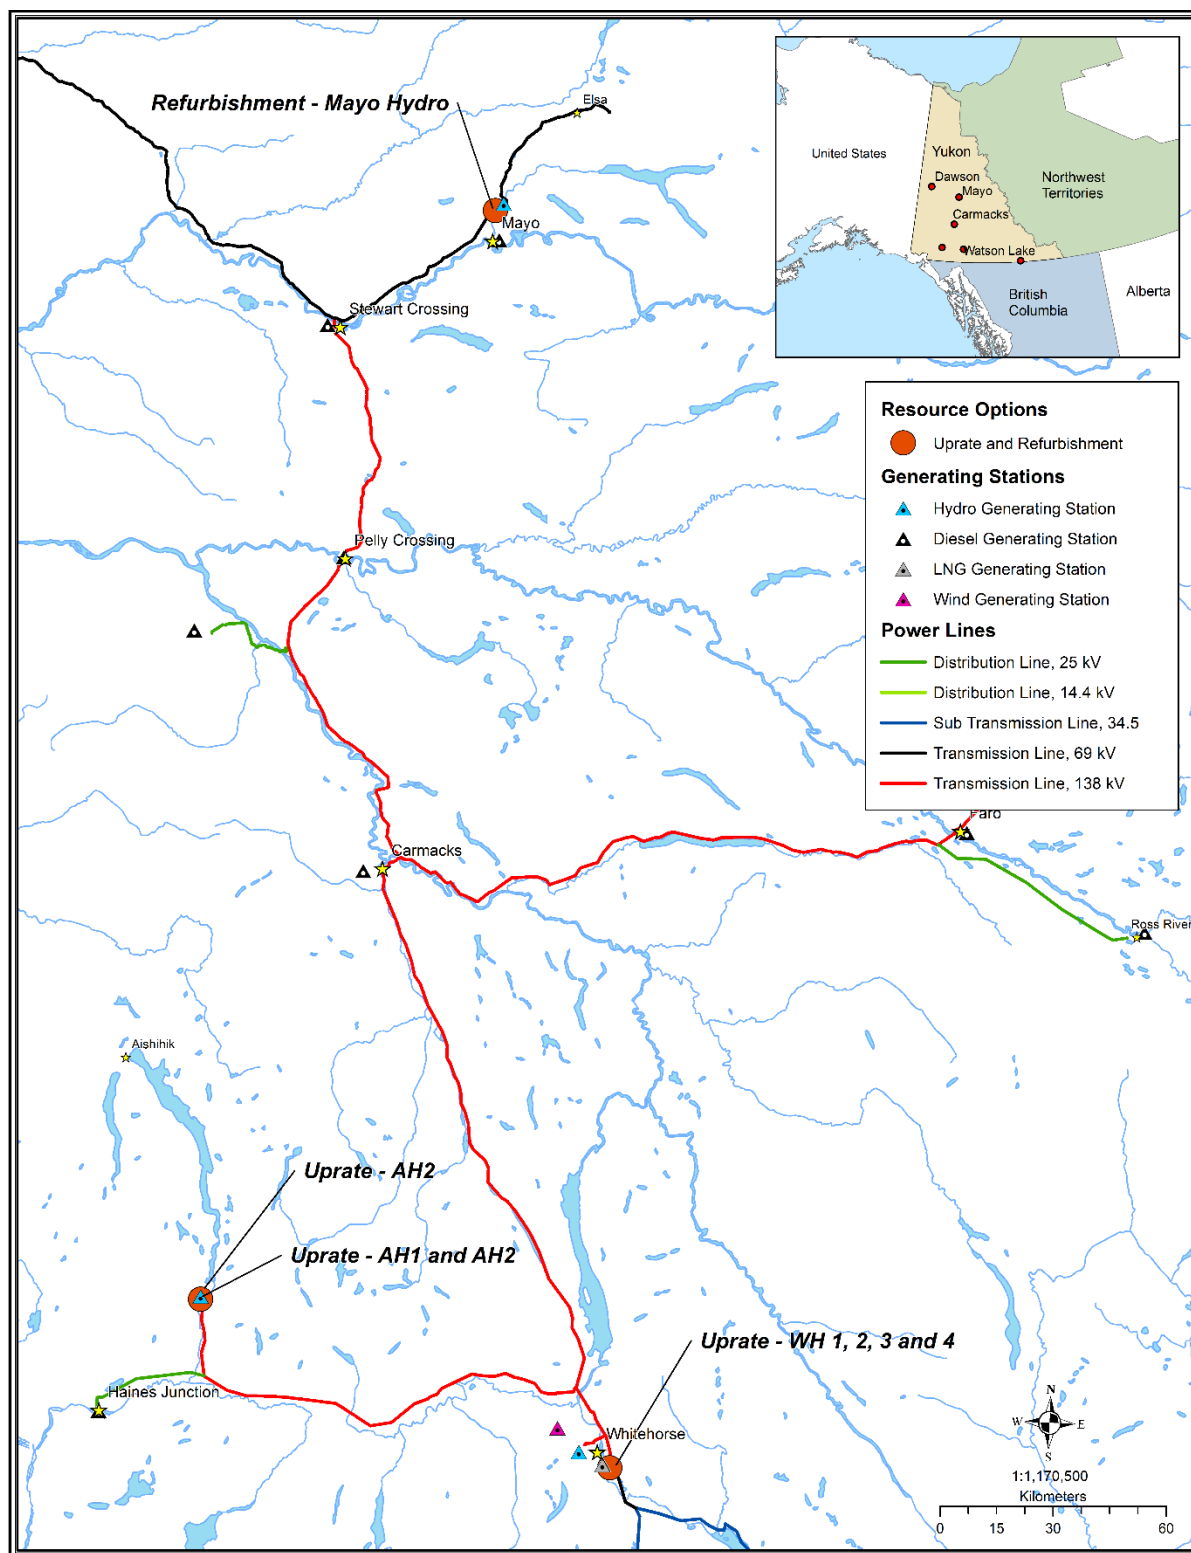 Refurbishment - Mayo Hydro
Elsa
Mayo
Stewart Crossing
Pelly Crossing
Carmacks
Faro
Ross River
Aishihik
Uprate - AH2
Uprate - AH1 and AH2
Uprate - WH 1, 2, 3 and 4
Haines Junction
Whitehorse
United States
Yukon
Dawson
Mayo
Carmacks
Watson Lake
Northwest
Territories
British
Columbia
Alberta
Resource Options
Uprate and Refurbishment
Generating Stations
Hydro Generating Station
Diesel Generating Station
LNG Generating Station
Wind Generating Station
Power Lines
Distribution Line, 25 kV
Distribution Line, 14.4 kV
Sub Transmission Line, 34.5
Transmission Line, 69 kV
Transmission Line, 138 kV
N
W
E
S
1:1,170,500
Kilometers
0 15 30 60